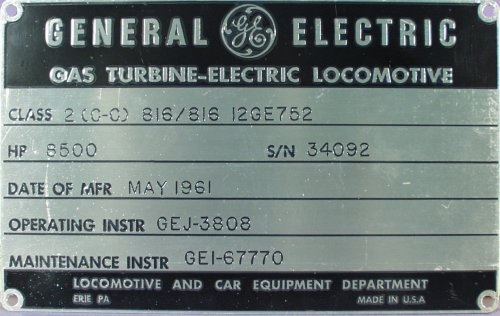 GENERAL GE ELECTRIC
GAS TURBINE-ELECTRIC LOCOMOTIVE
CLASS 2(C-C) 816/816 12GE752
HP 8500 S/N 34092
DATE OF MFR MAY 1961
OPERATING INSTR GEJ-3808
MAINTENANCE INSTR GEI-67770
LOCOMOTIVE AND CAR EQUIPMENT DEPARTMENT
ERIE PA MADE IN U.S.A